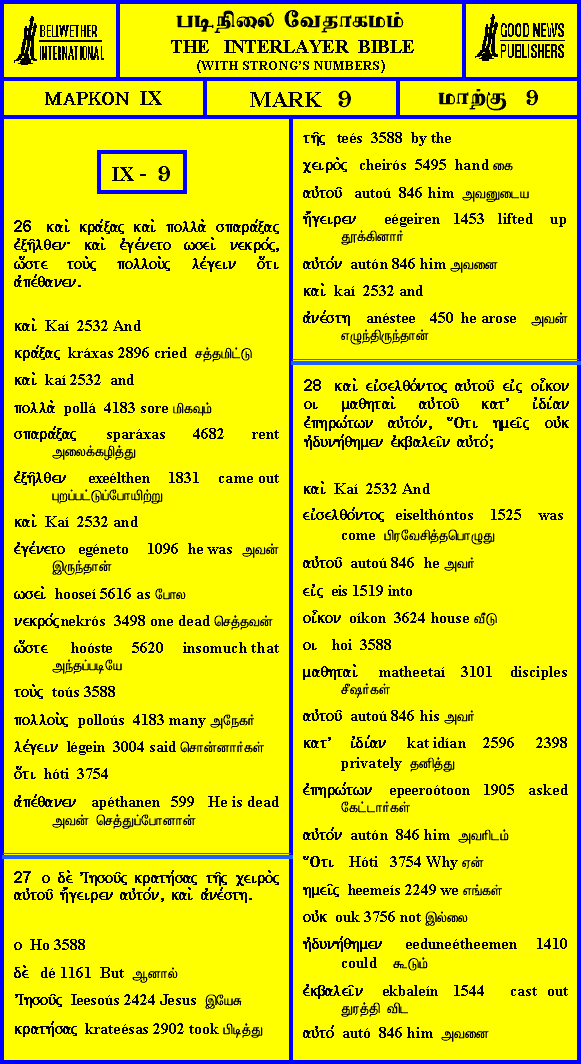 BELLWETHER
INTERNATIONAL
படிநிலை வேதாகமம்
THE INTERLAYER BIBLE
(WITH STRONG'S NUMBERS)
GOOD NEWS
PUBLISHERS
ΜΑΡΚΟΝ IX
MARK 9
மாற்கு 9
IX - 9
26 καὶ κράξας καὶ πολλὰ σπαράξας
ἐξῆλθεν· καὶ ἐγένετο ωσεὶ νεκρός,
ὥστε τοὺς πολλοὺς λέγειν ὅτι
ἀπέθανεν.
καὶ Kaí 2532 And
κράξας kráxas 2896 cried சத்தமிட்டு
καὶ kaí 2532 and
πολλὰ pollá 4183 sore மிகவும்
σπαράξας sparáxas 4682 rent
அலைக்கழித்து
ἐξῆλθεν exeélthen 1831 came out
புறப்பட்டுப்போயிற்று
καὶ Kaí 2532 and
ἐγένετο egéneto 1096 he was அவன்
இருந்தான்
ωσεὶ hooseí 5616 as போல
νεκρός nekrós 3498 one dead செத்தவன்
ὥστε hoóste 5620 insomuch that
அந்தப்படியே
τοὺς toús 3588
πολλοὺς polloús 4183 many அநேகர்
λέγειν légein 3004 said சொன்னார்கள்
ὅτι hóti 3754
ἀπέθανεν apéthanen 599 He is dead
அவன் செத்துப்போனான்
27 ο δὲ Ἰησοῦς κρατήσας τῆς χειρὸς
αὐτοῦ ἤγειρεν αὐτόν, καὶ ἀνέστη.
ο Ho 3588
δὲ dé 1161 But ஆனால்
Ἰησοῦς Ieesoús 2424 Jesus இயேசு
κρατήσας krateésas 2902 took பிடித்து
τῆς teés 3588 by the
χειρὸς cheirós 5495 hand கை
αὐτοῦ autoú 846 him அவனுடைய
ἤγειρεν eégeiren 1453 lifted up
தூக்கினார்
αὐτόν autón 846 him அவனை
καὶ kaí 2532 and
ἀνέστη anéstee 450 he arose அவன்
எழுந்திருந்தான்
28 καὶ εἰσελθόντος αὐτοῦ εἰς οἶκον
οι μαθηταὶ αὐτοῦ κατ' ἰδίαν
ἐπηρώτων αὐτόν, Ὅτι ημεῖς οὐκ
ἠδυνήθημεν ἐκβαλεῖν αὐτό;
καὶ Kaí 2532 And
εἰσελθόντος eiselthóntos 1525 was
come பிரவேசித்தபொழுது
αὐτοῦ autoú 846 he அவர்
εἰς eis 1519 into
οἶκον oíkon 3624 house வீடு
οι hoi 3588
μαθηταὶ matheetaí 3101 disciples
சீஷர்கள்
αὐτοῦ autoú 846 his அவர்
κατ' ἰδίαν kat idían 2596 2398
privately தனித்து
ἐπηρώτων epeeroótoon 1905 asked
கேட்டார்கள்
αὐτόν autón 846 him அவரிடம்
Ὅτι Hóti 3754 Why ஏன்
ημεῖς heemeís 2249 we எங்கள்
οὐκ ouk 3756 not இல்லை
ἠδυνήθημεν eeduneétheemen 1410
could கூடும்
ἐκβαλεῖν ekbaleín 1544 cast out
துரத்தி விட
αὐτό autó 846 him அவனை